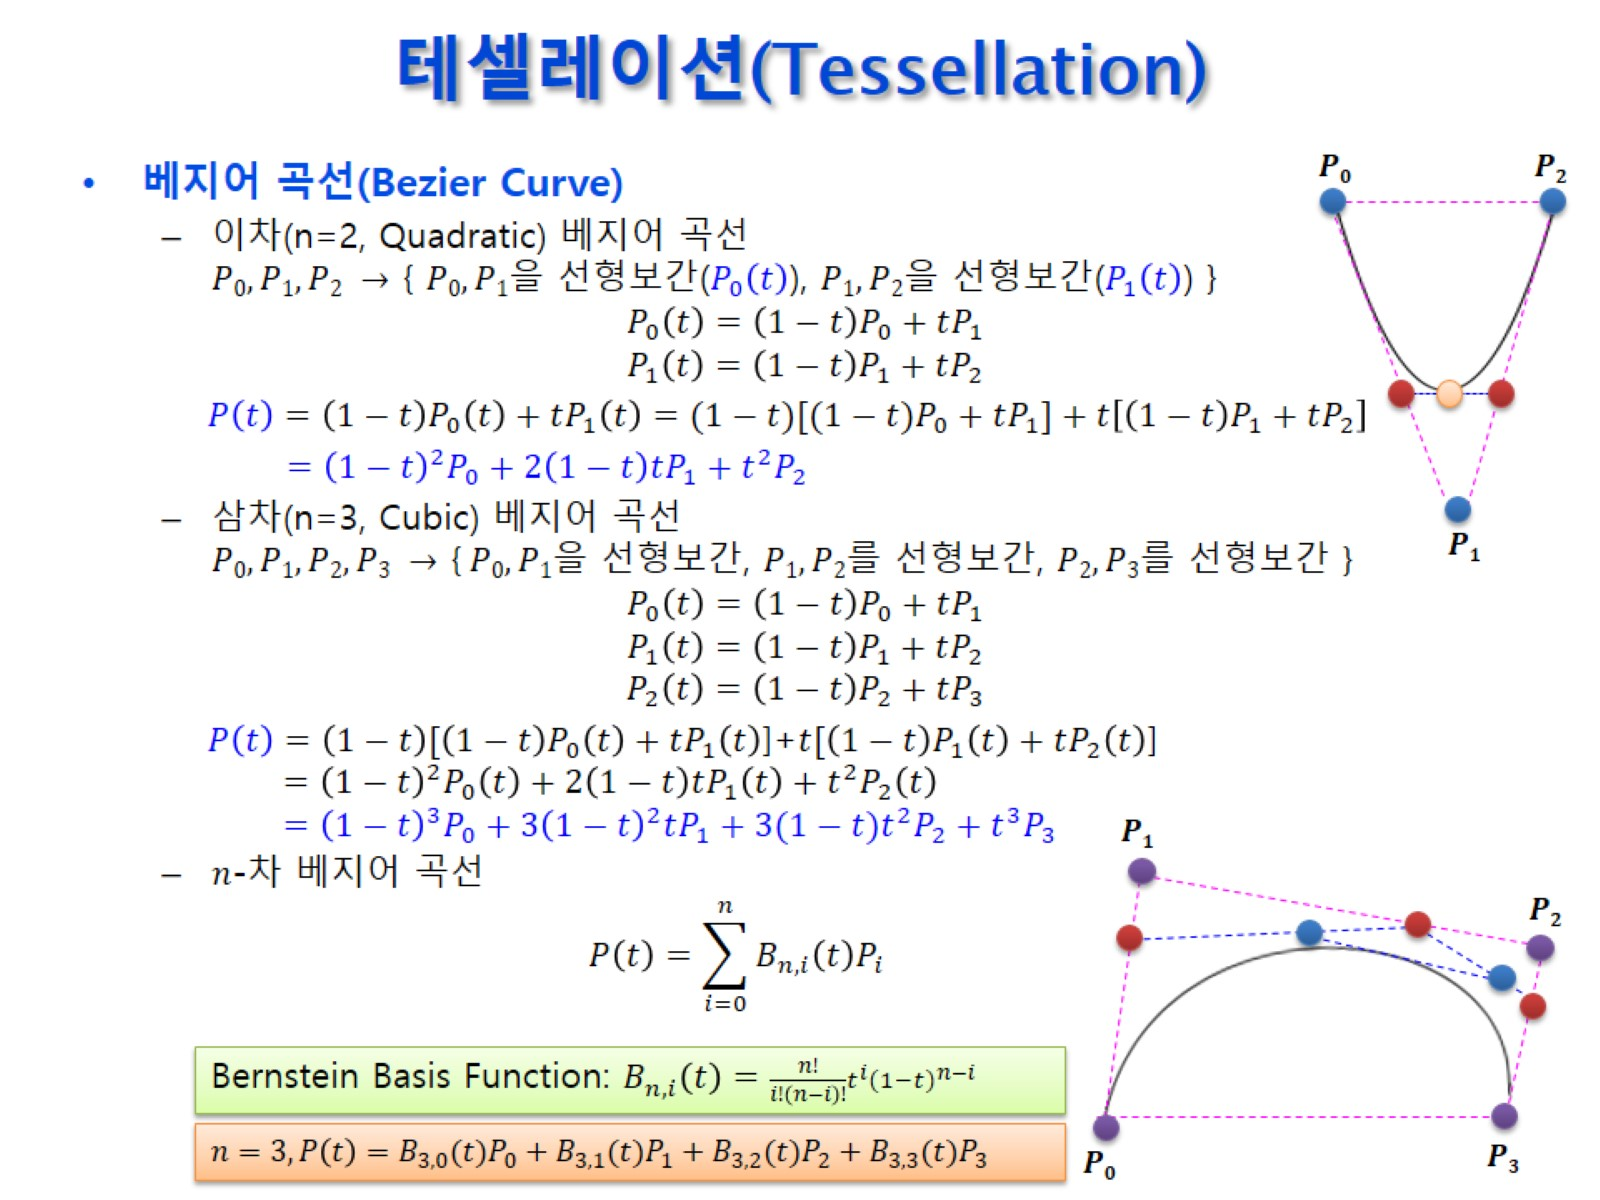 테셀레이션(Tessellation)
• 베지어 곡선(Bezier Curve)
– 이차(n=2, Quadratic) 베지어 곡선
P₀, P₁, P₂ → { P₀, P₁을 선형보간(P₀(t)), P₁, P₂을 선형보간(P₁(t)) }
P₀(t) = (1 − t)P₀ + tP₁
P₁(t) = (1 − t)P₁ + tP₂
P(t) = (1 − t)P₀(t) + tP₁(t) = (1 − t)[(1 − t)P₀ + tP₁] + t[(1 − t)P₁ + tP₂]
= (1 − t)²P₀ + 2(1 − t)tP₁ + t²P₂
P₀
P₂
P₁
– 삼차(n=3, Cubic) 베지어 곡선
P₀, P₁, P₂, P₃ → { P₀, P₁을 선형보간, P₁, P₂를 선형보간, P₂, P₃를 선형보간 }
P₀(t) = (1 − t)P₀ + tP₁
P₁(t) = (1 − t)P₁ + tP₂
P₂(t) = (1 − t)P₂ + tP₃
P(t) = (1 − t)[(1 − t)P₀(t) + tP₁(t)]+t[(1 − t)P₁(t) + tP₂(t)]
= (1 − t)²P₀(t) + 2(1 − t)tP₁(t) + t²P₂(t)
= (1 − t)³P₀ + 3(1 − t)²tP₁ + 3(1 − t)t²P₂ + t³P₃
– n-차 베지어 곡선
P(t) = ∑ᵢ₌₀ⁿ Bₙ,ᵢ(t)Pᵢ
Bernstein Basis Function: Bₙ,ᵢ(t) = n!/(i!(n−i)!) tⁱ(1−t)ⁿ⁻ⁱ
n = 3, P(t) = B₃,₀(t)P₀ + B₃,₁(t)P₁ + B₃,₂(t)P₂ + B₃,₃(t)P₃
P₁
P₂
P₀
P₃